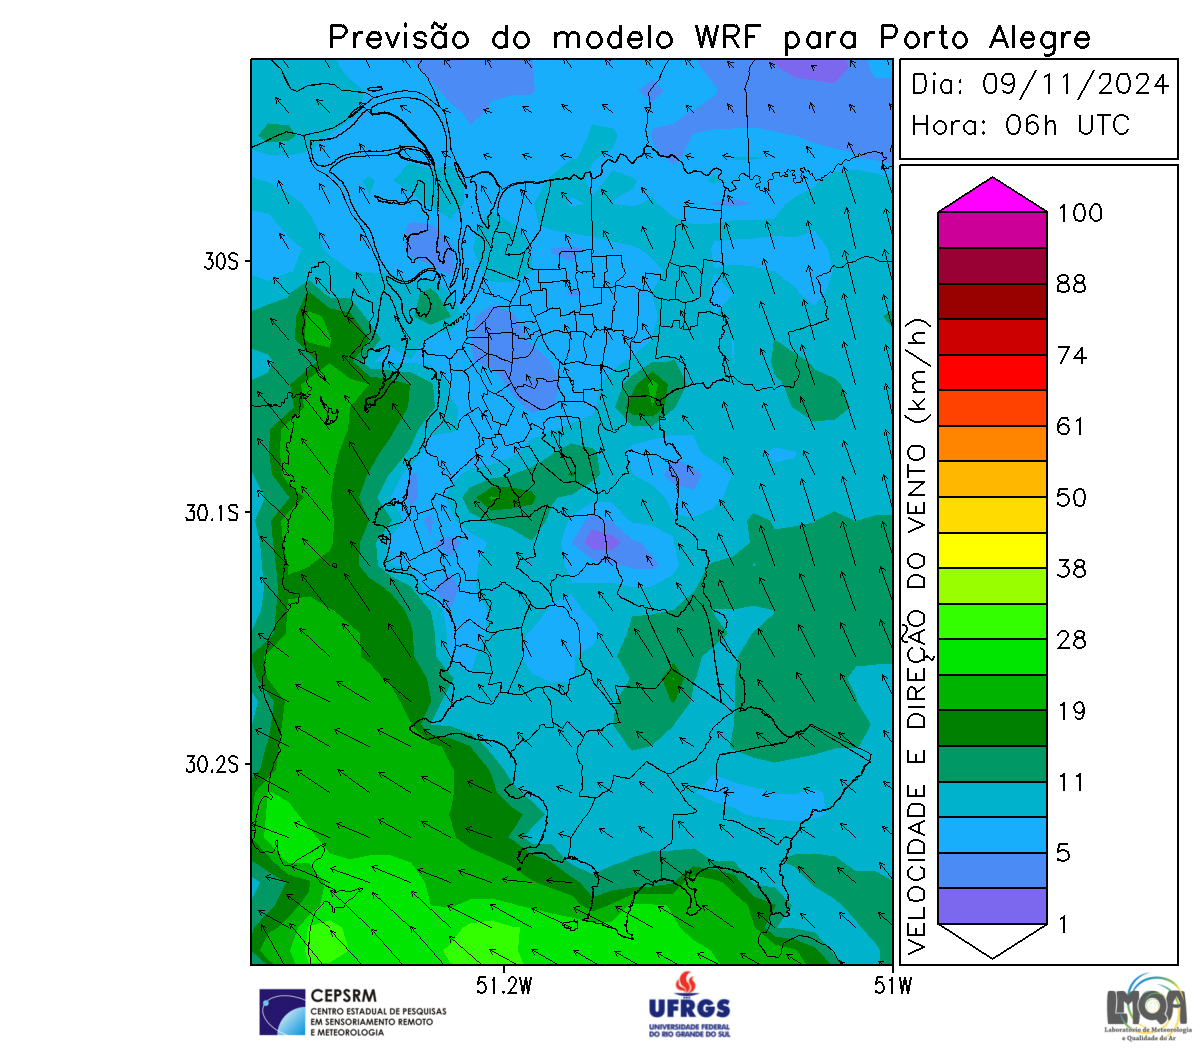 Previsão do modelo WRF para Porto Alegre
Dia: 09/11/2024
Hora: 06h UTC
30S
30.1S
30.2S
51.2W
51W
VELOCIDADE E DIREÇÃO DO VENTO (km/h)
100
88
74
61
50
38
28
19
11
5
1
CEPSRM
CENTRO ESTADUAL DE PESQUISAS
EM SENSORIAMENTO REMOTO
E METEOROLOGIA
UFRGS
UNIVERSIDADE FEDERAL
DO RIO GRANDE DO SUL
LMQA
Laboratório de Meteorologia
e Qualidade do Ar